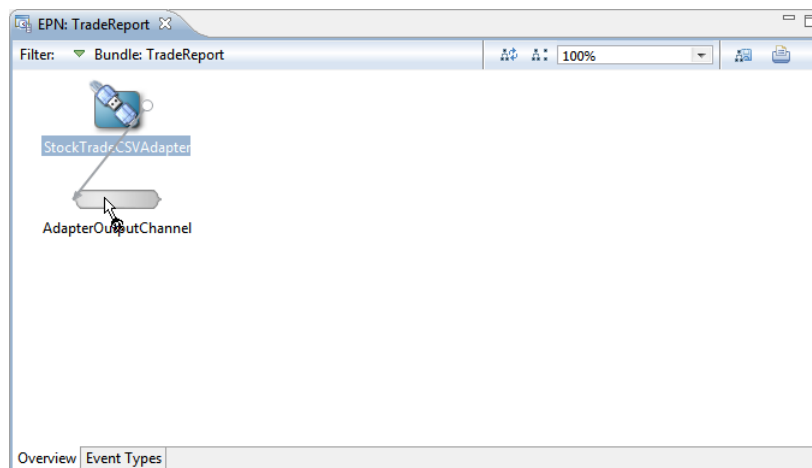 EPN: TradeReport
Filter: Bundle: TradeReport 100%
StockTradeCSVAdapter
AdapterOutputChannel
Overview Event Types